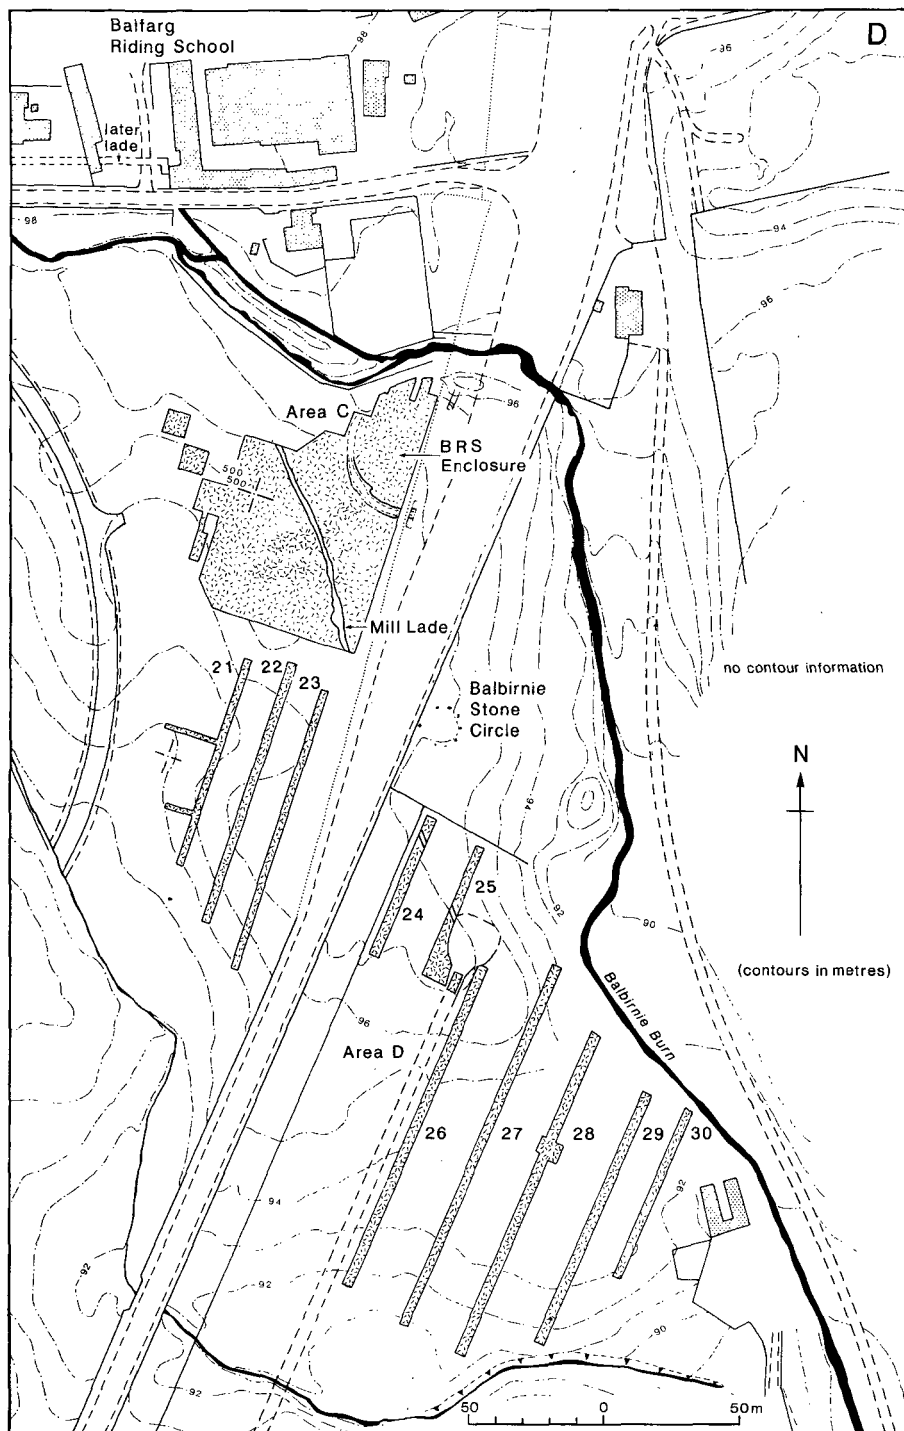 Balfarg
Riding School
D
98
96
later
lade
98
94
96
Area C
96
BRS
Enclosure
500
500
Mill Lade
no contour information
21
22
23
Balbirnie
Stone
Circle
N
94
25
24
92
90
(contours in metres)
Balbirnie Burn
96
Area D
26
27
28
29
30
92
94
92
92
90
92
50
0
50m